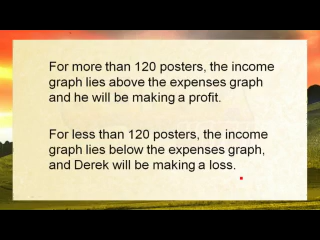 For more than 120 posters, the income
graph lies above the expenses graph
and he will be making a profit.
For less than 120 posters, the income
graph lies below the expenses graph,
and Derek will be making a loss.